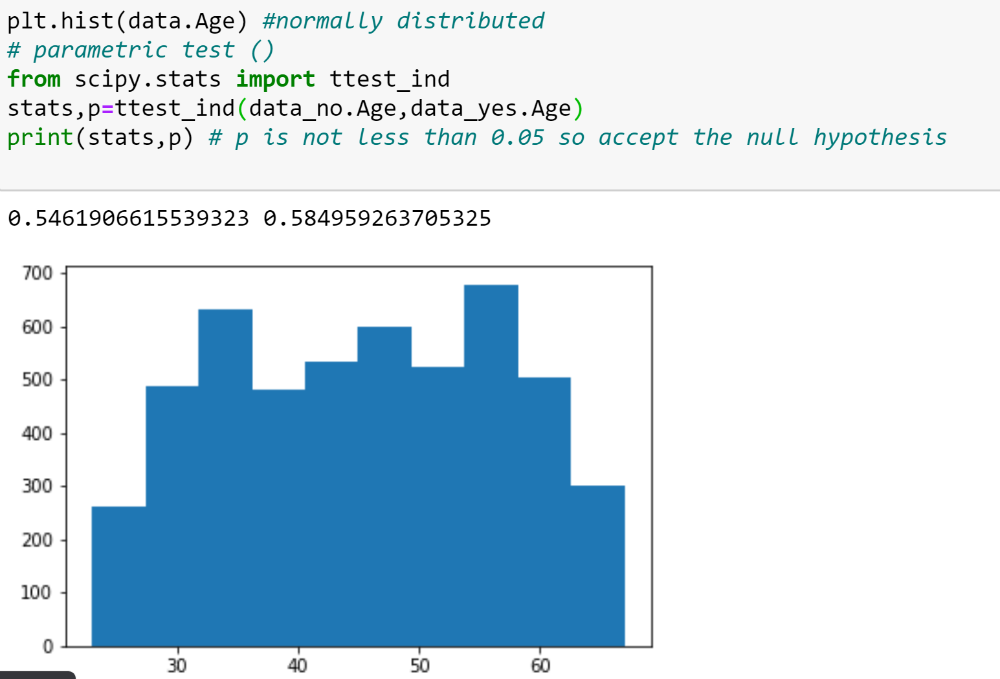 plt.hist(data.Age) #normally distributed
# parametric test ()
from scipy.stats import ttest_ind
stats,p=ttest_ind(data_no.Age,data_yes.Age)
print(stats,p) # p is not less than 0.05 so accept the null hypothesis
0.5461906615539323 0.584959263705325
700
600
500
400
300
200
100
0
30 40 50 60